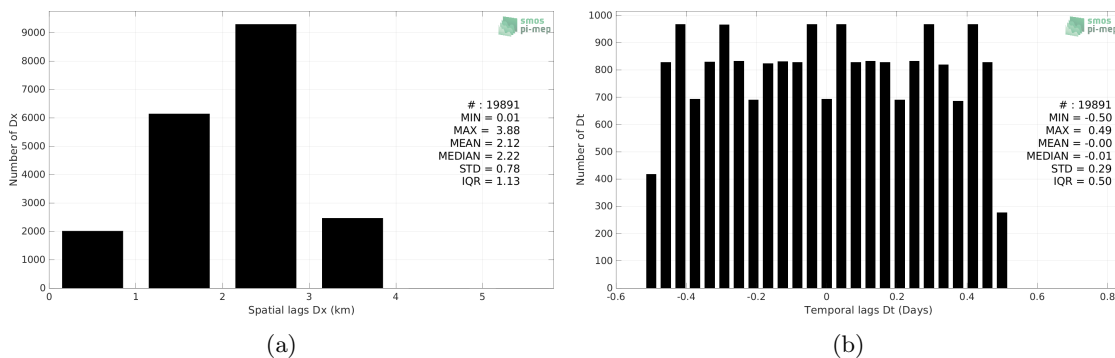 9000
8000
7000
6000
5000
4000
3000
2000
1000
0
Number of Dx
0 1 2 3 4 5
Spatial lags Dx (km)
smos
pi-mep
# : 19891
MIN = 0.01
MAX = 3.88
MEAN = 2.12
MEDIAN = 2.22
STD = 0.78
IQR = 1.13
(a)
1000
900
800
700
600
500
400
300
200
100
0
Number of Dt
-0.6 -0.4 -0.2 0 0.2 0.4 0.6 0.8
Temporal lags Dt (Days)
smos
pi-mep
# : 19891
MIN = -0.50
MAX = 0.49
MEAN = -0.00
MEDIAN = -0.01
STD = 0.29
IQR = 0.50
(b)